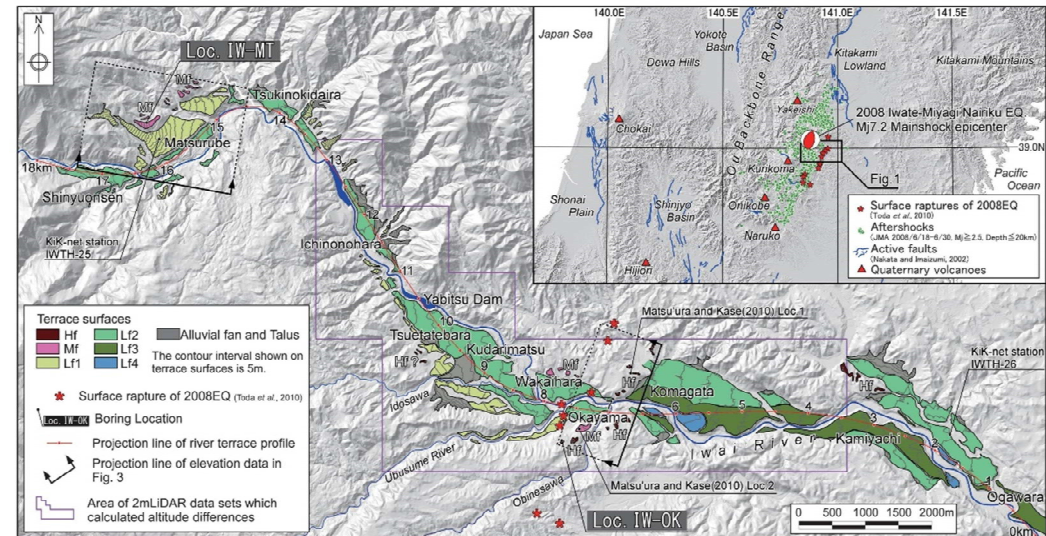 N
Loc. IW-MT
Mf
Mf
Tsukinokidaira
14
15
Matsurube
13
18km
16
17
Shinyuonsen
12
KiK-net station
IWTH-25
Ichinonohara
11
Yabitsu Dam
10
Tsuetatebara
Hf ?
Kudarimatsu
9
Mf
Wakaihara
Hf
8
Idosawa
Okayama
Mf
Hf
Hf
Ubusume River
Obinesawa
Loc. IW-OK
Matsu'ura and Kase(2010) Loc.1
Matsu'ura and Kase(2010) Loc.2
Komagata
6
5
4
3
2
1
Iwai River
Kamiyachi
Hf
KiK-net station
IWTH-26
Ogawara
0km
0 500 1000 1500 2000m
Terrace surfaces
Hf
Mf
Lf1
Lf2
Lf3
Lf4
Alluvial fan and Talus
The contour interval shown on
terrace surfaces is 5m.
Surface rapture of 2008EQ (Toda et al., 2010)
Loc. IW-OK Boring Location
Projection line of river terrace profile
Projection line of elevation data in
Fig. 3
Area of 2mLiDAR data sets which
calculated altitude differences
140.0E
140.5E
141.0E
141.5E
Japan Sea
Yokote
Basin
Dewa Hills
Ou Backbone Range
Kitakami
Lowland
Kitakami Mountains
Yakeishi
Chokai
2008 Iwate-Miyagi Nairiku EQ.
Mj7.2 Mainshock epicenter
39.0N
Kurikoma
Pacific
Ocean
Fig.1
Shonai
Plain
Shinjyo
Basin
Onikobe
Naruko
Hijiori
Surface raptures of 2008EQ
(Toda et al., 2010)
Aftershocks
(JMA 2008/6/18-6/30, Mj≧2.5, Depth≦20km)
Active faults
(Nakata and Imaizumi, 2002)
Quaternary volcanoes